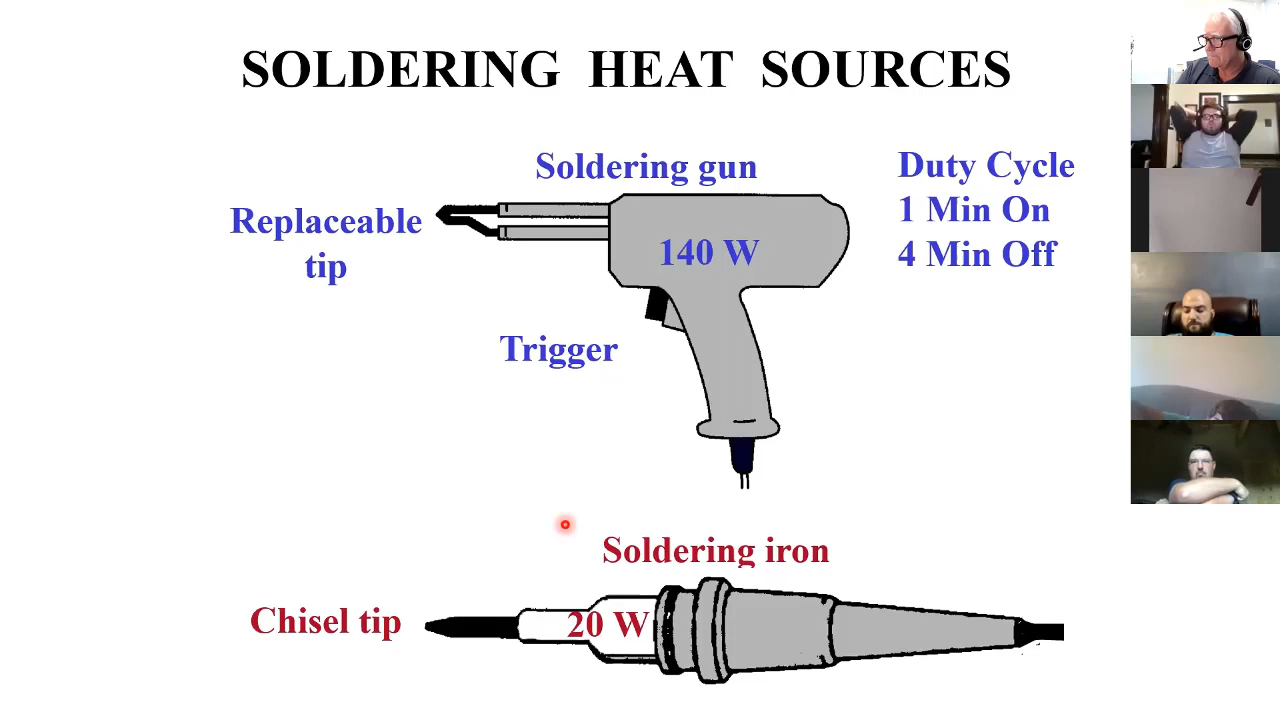 SOLDERING HEAT SOURCES
Soldering gun
Duty Cycle
1 Min On
4 Min Off
Replaceable
tip
140 W
Trigger
Soldering iron
Chisel tip
20 W